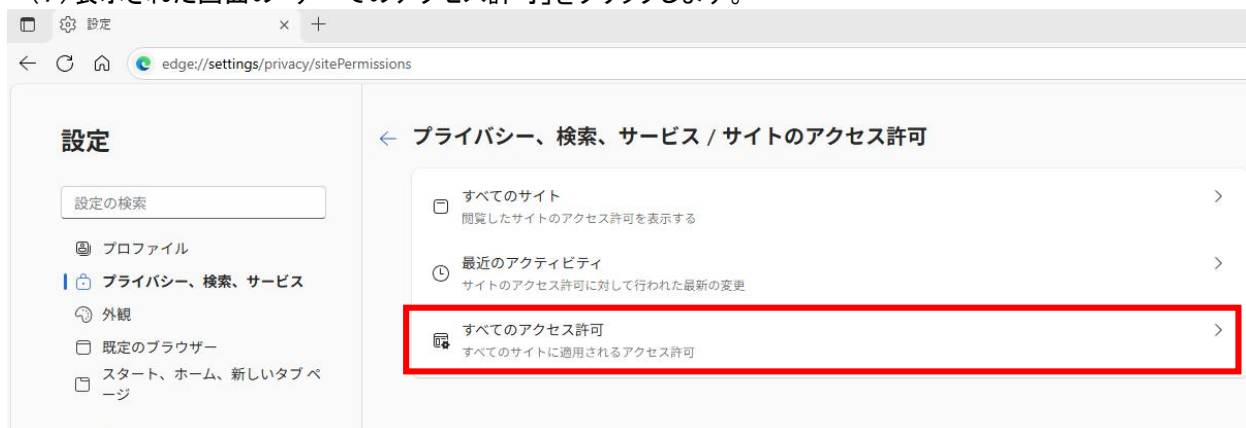 設定
edge://settings/privacy/sitePermissions
設定
← プライバシー、検索、サービス / サイトのアクセス許可
設定の検索
プロファイル
プライバシー、検索、サービス
外観
既定のブラウザー
スタート、ホーム、新しいタブ ペ
ージ
すべてのサイト
閲覧したサイトのアクセス許可を表示する
最近のアクティビティ
サイトのアクセス許可に対して行われた最新の変更
すべてのアクセス許可
すべてのサイトに適用されるアクセス許可